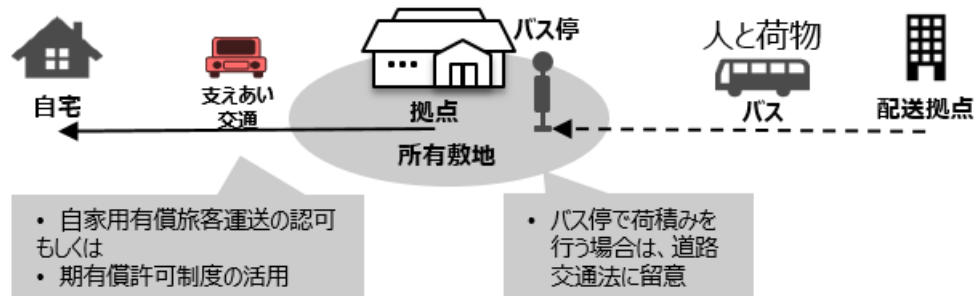 バス停
人と荷物
自宅
支えあい
交通
拠点
所有敷地
バス
配送拠点
• 自家用有償旅客運送の認可
もしくは
• 期有償許可制度の活用
• バス停で荷積みを
行う場合は、道路
交通法に留意